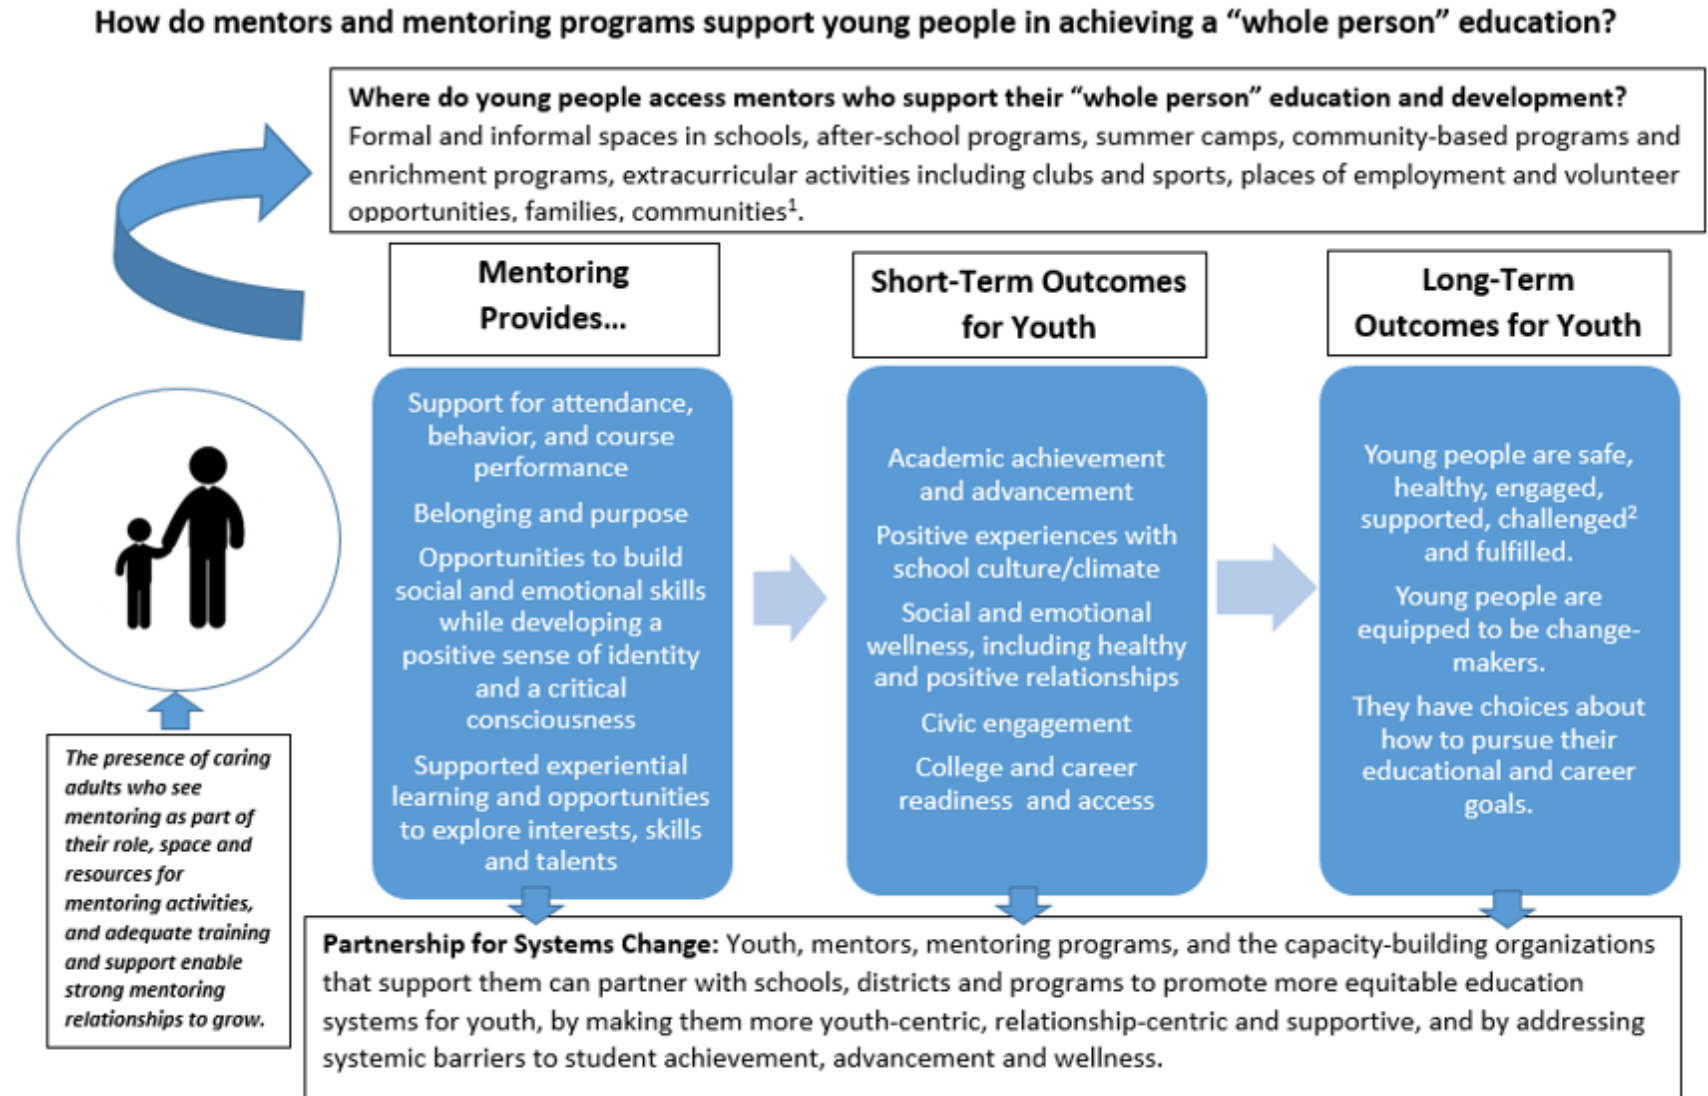 How do mentors and mentoring programs support young people in achieving a “whole person” education?
Where do young people access mentors who support their “whole person” education and development?
Formal and informal spaces in schools, after-school programs, summer camps, community-based programs and
enrichment programs, extracurricular activities including clubs and sports, places of employment and volunteer
opportunities, families, communities¹.
Mentoring
Provides...
Support for attendance,
behavior, and course
performance
Belonging and purpose
Opportunities to build
social and emotional skills
while developing a
positive sense of identity
and a critical
consciousness
Supported experiential
learning and opportunities
to explore interests, skills
and talents
Short-Term Outcomes
for Youth
Academic achievement
and advancement
Positive experiences with
school culture/climate
Social and emotional
wellness, including healthy
and positive relationships
Civic engagement
College and career
readiness and access
Long-Term
Outcomes for Youth
Young people are safe,
healthy, engaged,
supported, challenged²
and fulfilled.
Young people are
equipped to be change-
makers.
They have choices about
how to pursue their
educational and career
goals.
The presence of caring
adults who see
mentoring as part of
their role, space and
resources for
mentoring activities,
and adequate training
and support enable
strong mentoring
relationships to grow.
Partnership for Systems Change: Youth, mentors, mentoring programs, and the capacity-building organizations
that support them can partner with schools, districts and programs to promote more equitable education
systems for youth, by making them more youth-centric, relationship-centric and supportive, and by addressing
systemic barriers to student achievement, advancement and wellness.